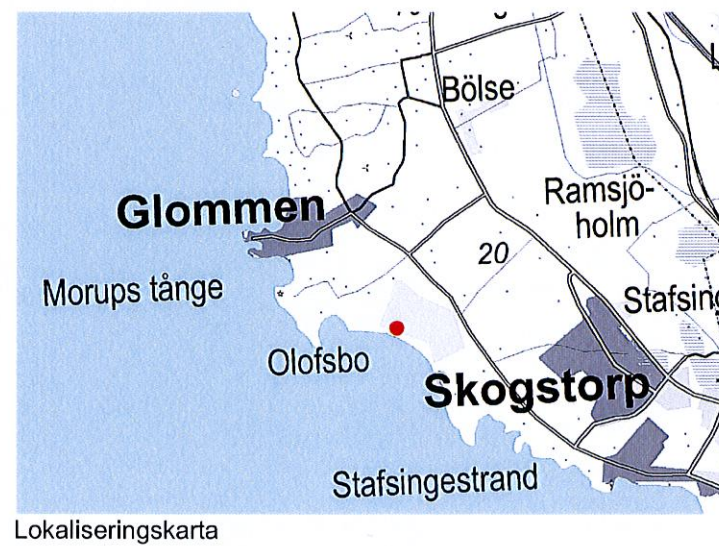 Bölse
Glommen
Ramsjö-
holm
20
Morups tånge
Stafsing
Olofsbo
Skogstorp
Stafsingestrand
Lokaliseringskarta